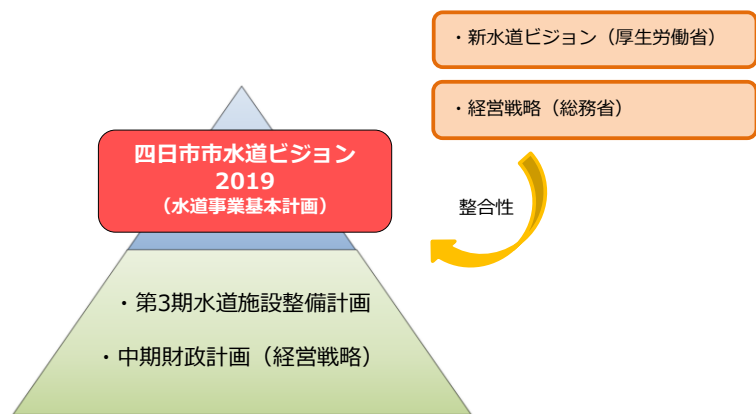 ・新水道ビジョン（厚生労働省）
・経営戦略（総務省）
四日市市水道ビジョン
2019
（水道事業基本計画）
整合性
・第3期水道施設整備計画
・中期財政計画（経営戦略）